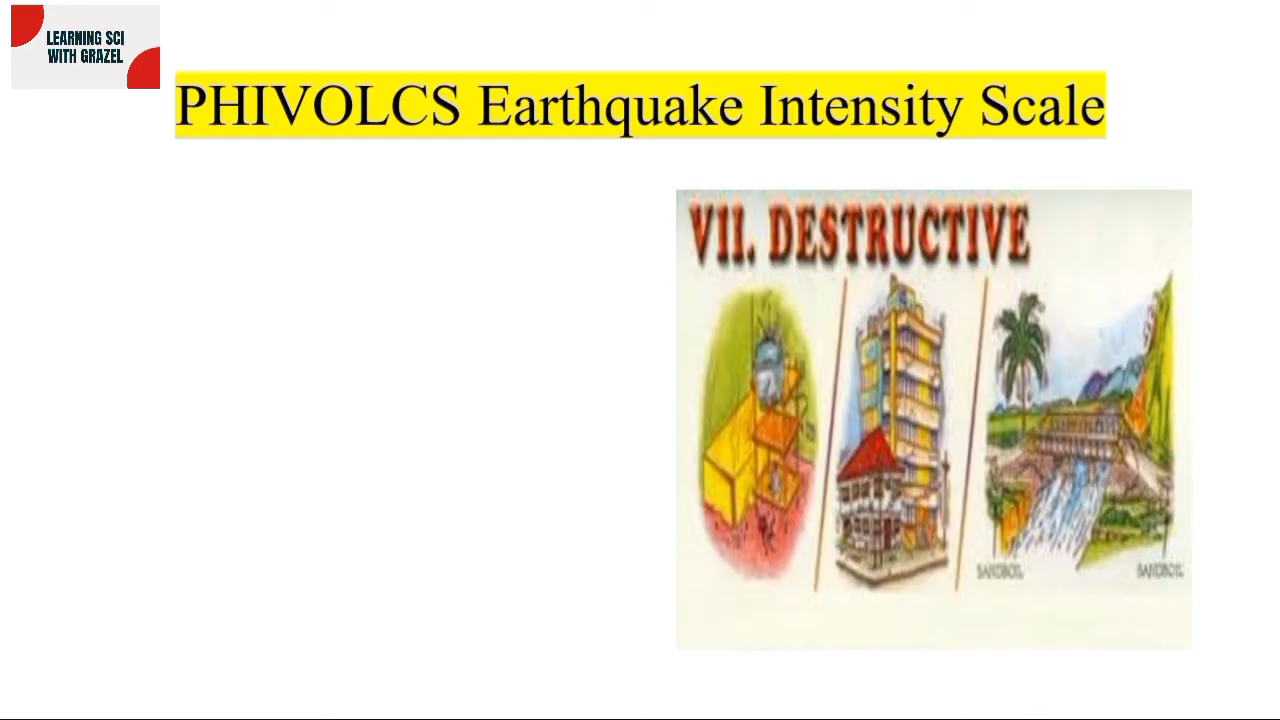 LEARNING SCI
WITH GRAZEL
PHIVOLCS Earthquake Intensity Scale
VII. DESTRUCTIVE
SANDBOIL
SANDBOIL